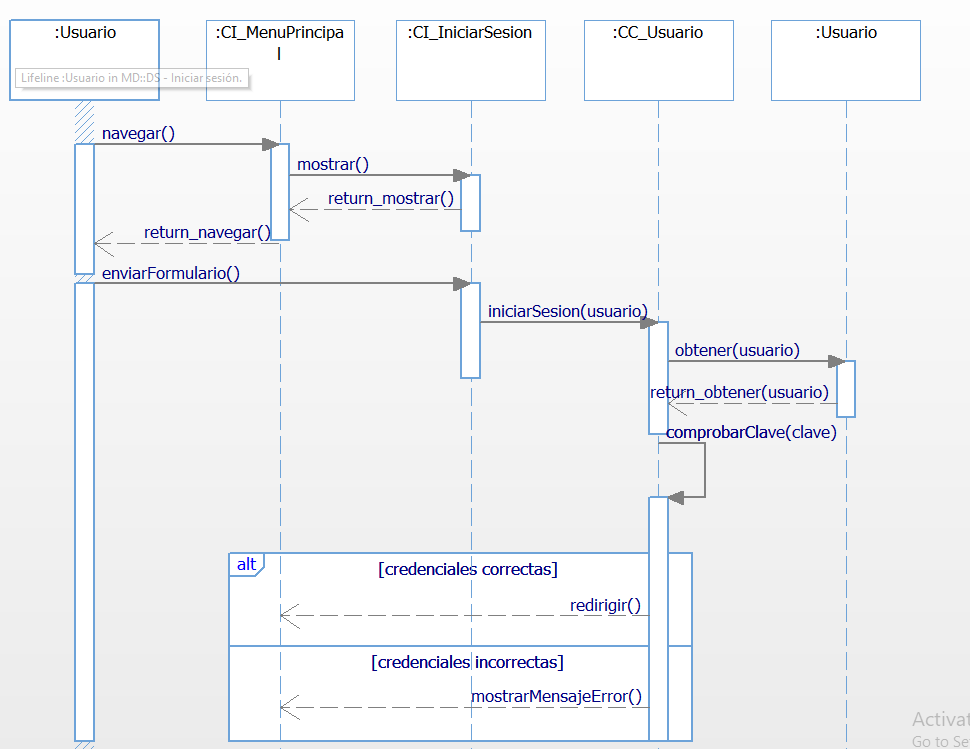 :Usuario
:CI_MenuPrincipa
l
:CI_IniciarSesion
:CC_Usuario
:Usuario
Lifeline :Usuario in MD::DS - Iniciar sesión.
navegar()
mostrar()
return_mostrar()
return_navegar()
enviarFormulario()
iniciarSesion(usuario)
obtener(usuario)
return_obtener(usuario)
comprobarClave(clave)
alt
[credenciales correctas]
redirigir()
[credenciales incorrectas]
mostrarMensajeError()
Activat
Go to Se